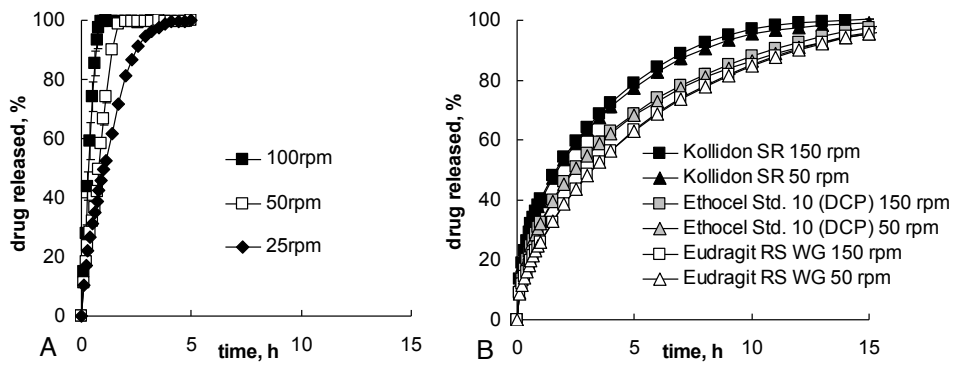 drug released, %
100
80
60
40
20
0
0 5 10 15
time, h
A
100rpm
50rpm
25rpm
drug released, %
100
80
60
40
20
0
0 5 10 15
time, h
B
Kollidon SR 150 rpm
Kollidon SR 50 rpm
Ethocel Std. 10 (DCP) 150 rpm
Ethocel Std. 10 (DCP) 50 rpm
Eudragit RS WG 150 rpm
Eudragit RS WG 50 rpm